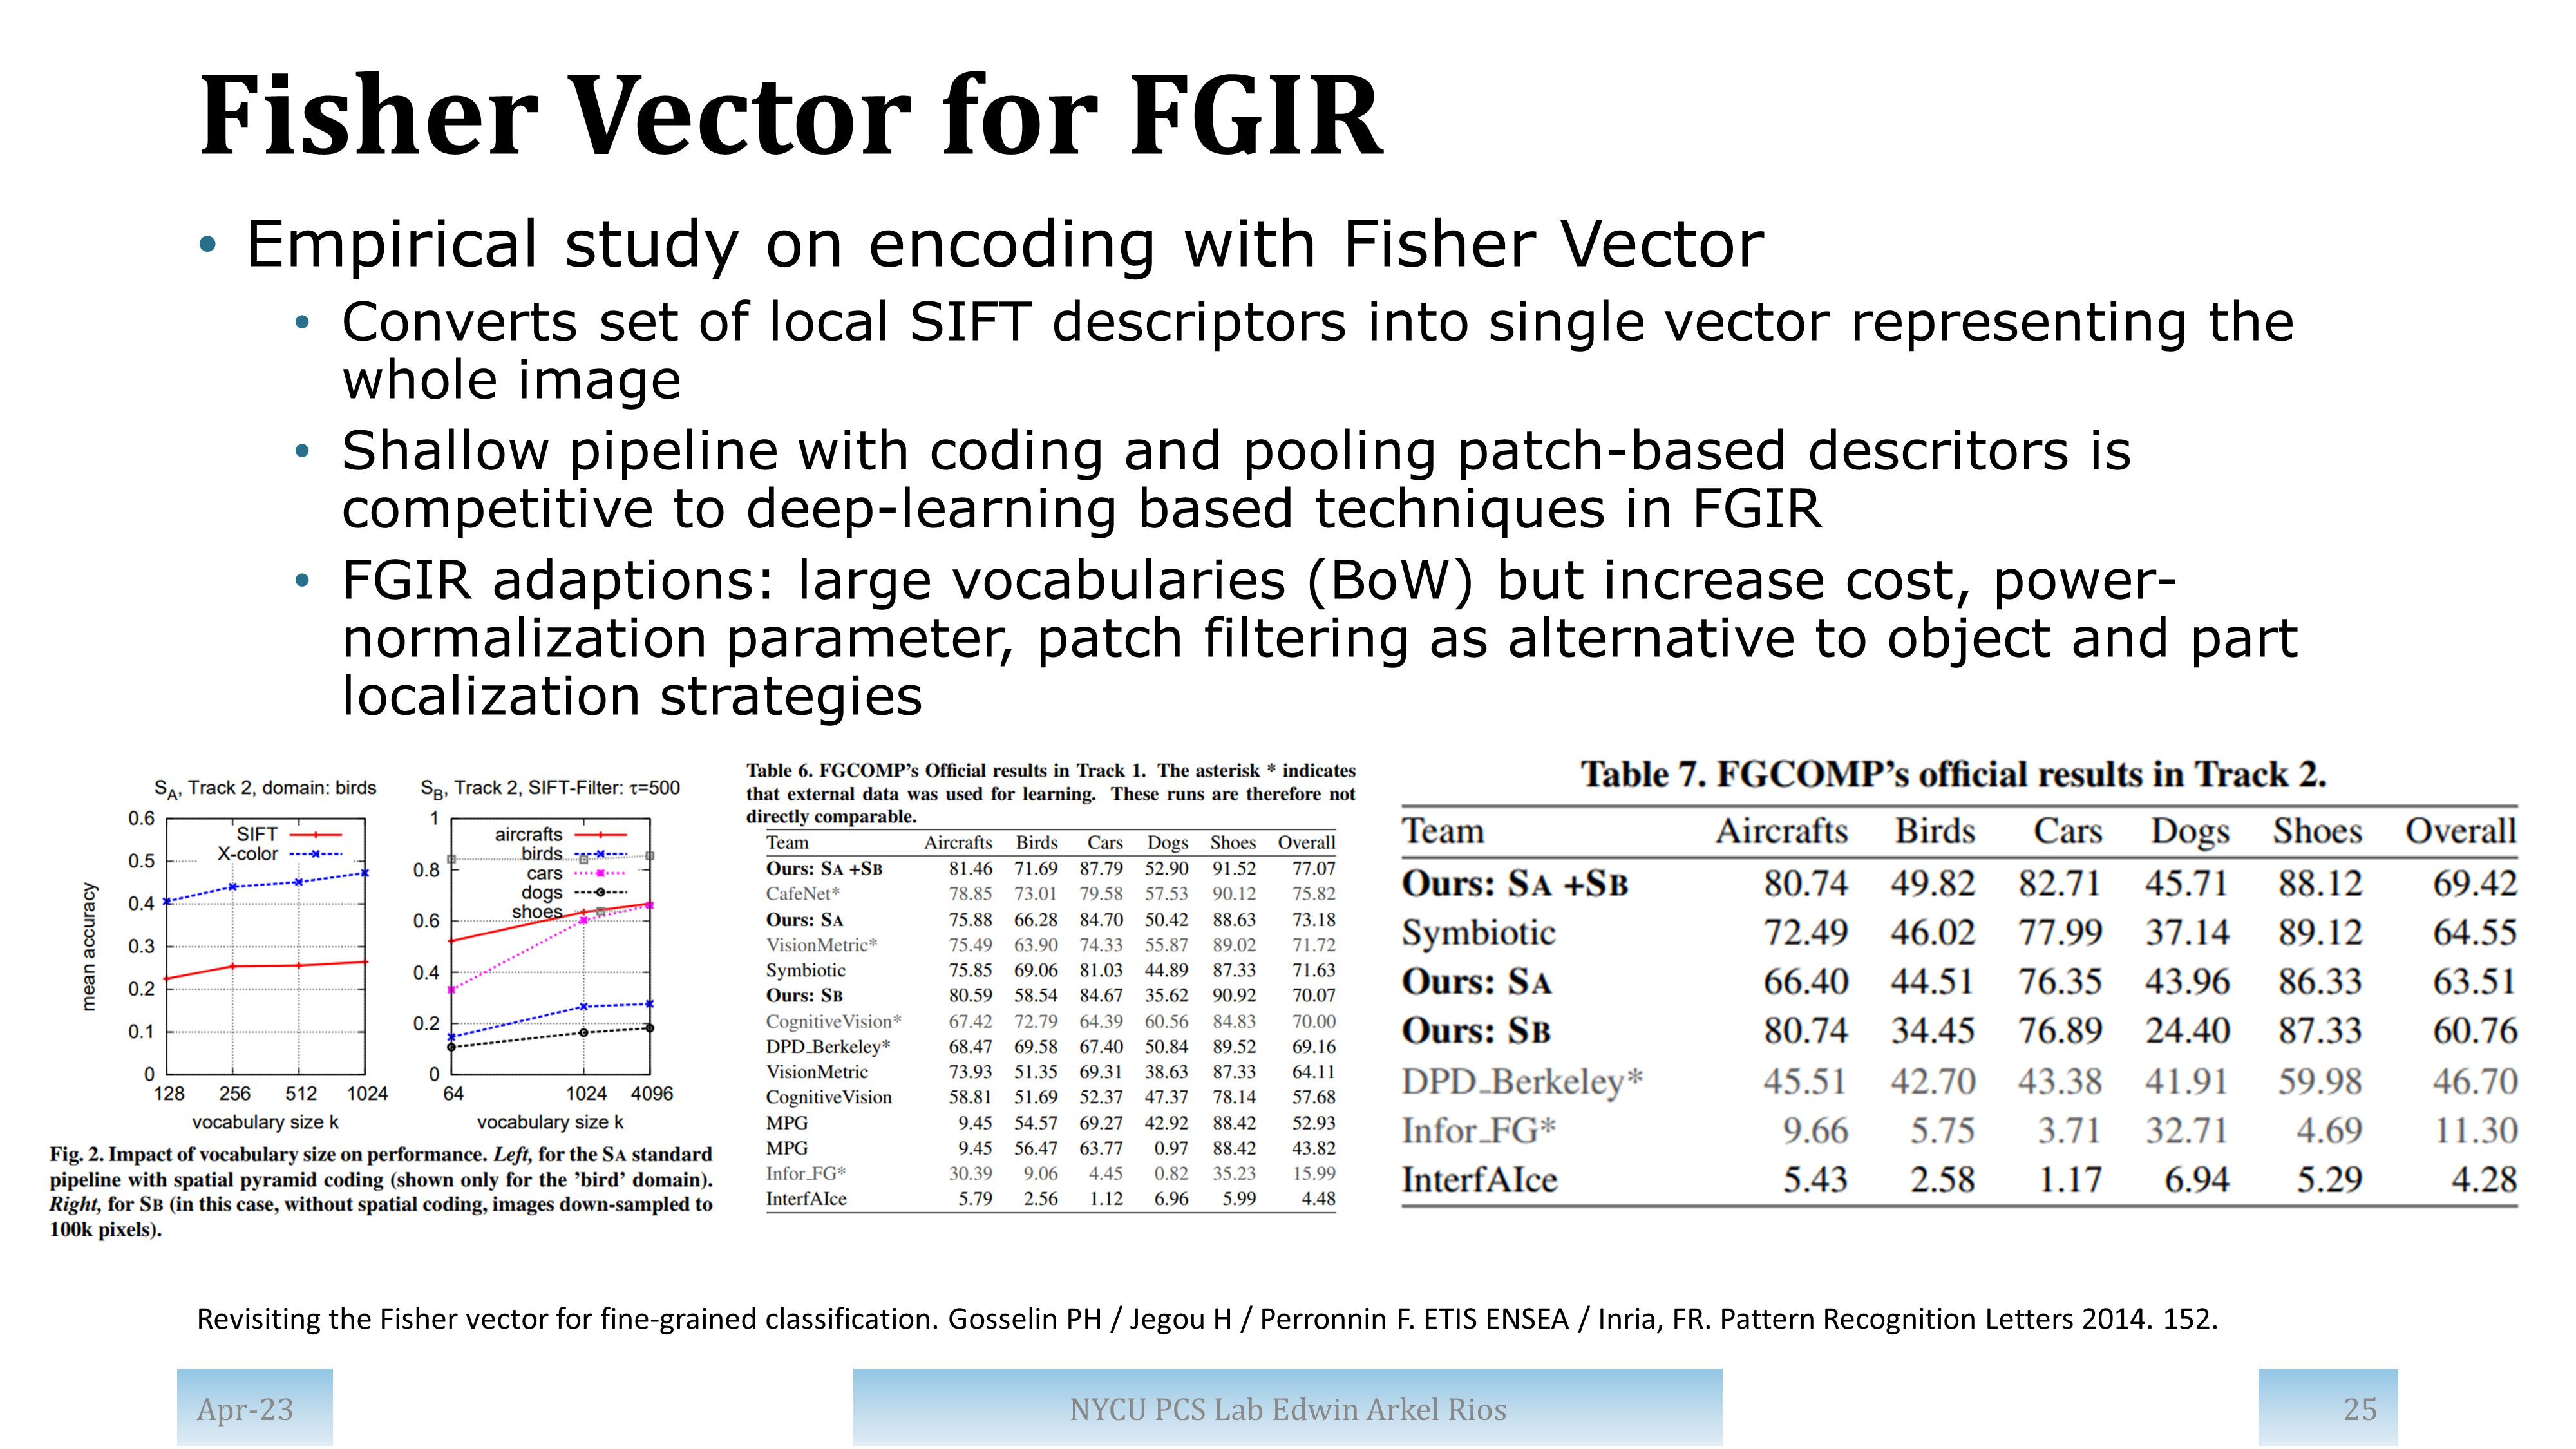 Fisher Vector for FGIR
• Empirical study on encoding with Fisher Vector
• Converts set of local SIFT descriptors into single vector representing the
whole image
• Shallow pipeline with coding and pooling patch-based descritors is
competitive to deep-learning based techniques in FGIR
• FGIR adaptions: large vocabularies (BoW) but increase cost, power-
normalization parameter, patch filtering as alternative to object and part
localization strategies
SA, Track 2, domain: birds
mean accuracy
0.6
0.5
0.4
0.3
0.2
0.1
0
SIFT
X-color
128 256 512 1024
vocabulary size k
SB, Track 2, SIFT-Filter: τ=500
1
0.8
0.6
0.4
0.2
0
aircrafts
birds
cars
dogs
shoes
64 1024 4096
vocabulary size k
Fig. 2. Impact of vocabulary size on performance. Left, for the SA standard
pipeline with spatial pyramid coding (shown only for the 'bird' domain).
Right, for SB (in this case, without spatial coding, images down-sampled to
100k pixels).
Table 6. FGCOMP's Official results in Track 1. The asterisk * indicates
that external data was used for learning. These runs are therefore not
directly comparable.
Team Aircrafts Birds Cars Dogs Shoes Overall
Ours: SA +SB 81.46 71.69 87.79 52.90 91.52 77.07
CafeNet* 78.85 73.01 79.58 57.53 90.12 75.82
Ours: SA 75.88 66.28 84.70 50.42 88.63 73.18
VisionMetric* 75.49 63.90 74.33 55.87 89.02 71.72
Symbiotic 75.85 69.06 81.03 44.89 87.33 71.63
Ours: SB 80.59 58.54 84.67 35.62 90.92 70.07
CognitiveVision* 67.42 72.79 64.39 60.56 84.83 70.00
DPD_Berkeley* 68.47 69.58 67.40 50.84 89.52 69.16
VisionMetric 73.93 51.35 69.31 38.63 87.33 64.11
CognitiveVision 58.81 51.69 52.37 47.37 78.14 57.68
MPG 9.45 54.57 69.27 42.92 88.42 52.93
MPG 9.45 56.47 63.77 0.97 88.42 43.82
Infor_FG* 30.39 9.06 4.45 0.82 35.23 15.99
InterfAIce 5.79 2.56 1.12 6.96 5.99 4.48
Table 7. FGCOMP's official results in Track 2.
Team Aircrafts Birds Cars Dogs Shoes Overall
Ours: SA +SB 80.74 49.82 82.71 45.71 88.12 69.42
Symbiotic 72.49 46.02 77.99 37.14 89.12 64.55
Ours: SA 66.40 44.51 76.35 43.96 86.33 63.51
Ours: SB 80.74 34.45 76.89 24.40 87.33 60.76
DPD_Berkeley* 45.51 42.70 43.38 41.91 59.98 46.70
Infor_FG* 9.66 5.75 3.71 32.71 4.69 11.30
InterfAIce 5.43 2.58 1.17 6.94 5.29 4.28
Revisiting the Fisher vector for fine-grained classification. Gosselin PH / Jegou H / Perronnin F. ETIS ENSEA / Inria, FR. Pattern Recognition Letters 2014. 152.
Apr-23
NYCU PCS Lab Edwin Arkel Rios
25